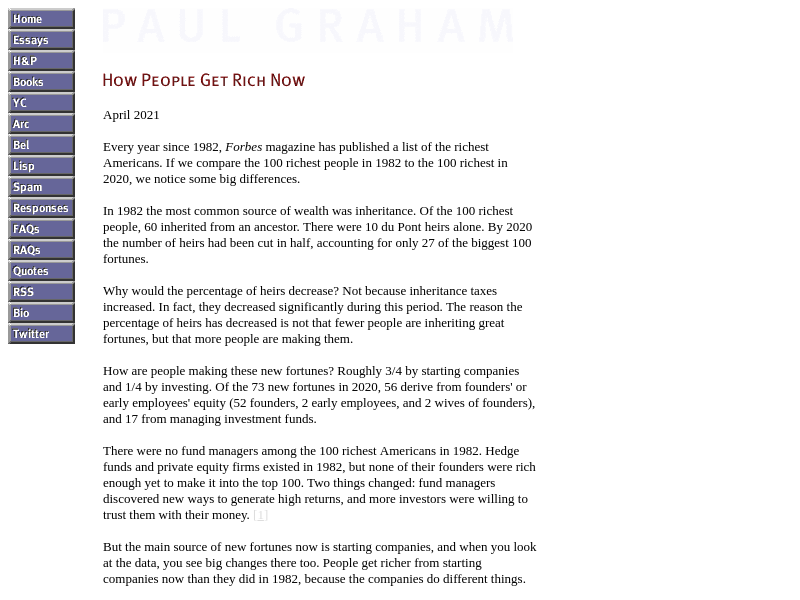 PAUL GRAHAM
Home
Essays
H&P
Books
YC
Arc
Bel
Lisp
Spam
Responses
FAQs
RAQs
Quotes
RSS
Bio
Twitter
How People Get Rich Now
April 2021
Every year since 1982, Forbes magazine has published a list of the richest
Americans. If we compare the 100 richest people in 1982 to the 100 richest in
2020, we notice some big differences.
In 1982 the most common source of wealth was inheritance. Of the 100 richest
people, 60 inherited from an ancestor. There were 10 du Pont heirs alone. By 2020
the number of heirs had been cut in half, accounting for only 27 of the biggest 100
fortunes.
Why would the percentage of heirs decrease? Not because inheritance taxes
increased. In fact, they decreased significantly during this period. The reason the
percentage of heirs has decreased is not that fewer people are inheriting great
fortunes, but that more people are making them.
How are people making these new fortunes? Roughly 3/4 by starting companies
and 1/4 by investing. Of the 73 new fortunes in 2020, 56 derive from founders' or
early employees' equity (52 founders, 2 early employees, and 2 wives of founders),
and 17 from managing investment funds.
There were no fund managers among the 100 richest Americans in 1982. Hedge
funds and private equity firms existed in 1982, but none of their founders were rich
enough yet to make it into the top 100. Two things changed: fund managers
discovered new ways to generate high returns, and more investors were willing to
trust them with their money. [1]
But the main source of new fortunes now is starting companies, and when you look
at the data, you see big changes there too. People get richer from starting
companies now than they did in 1982, because the companies do different things.